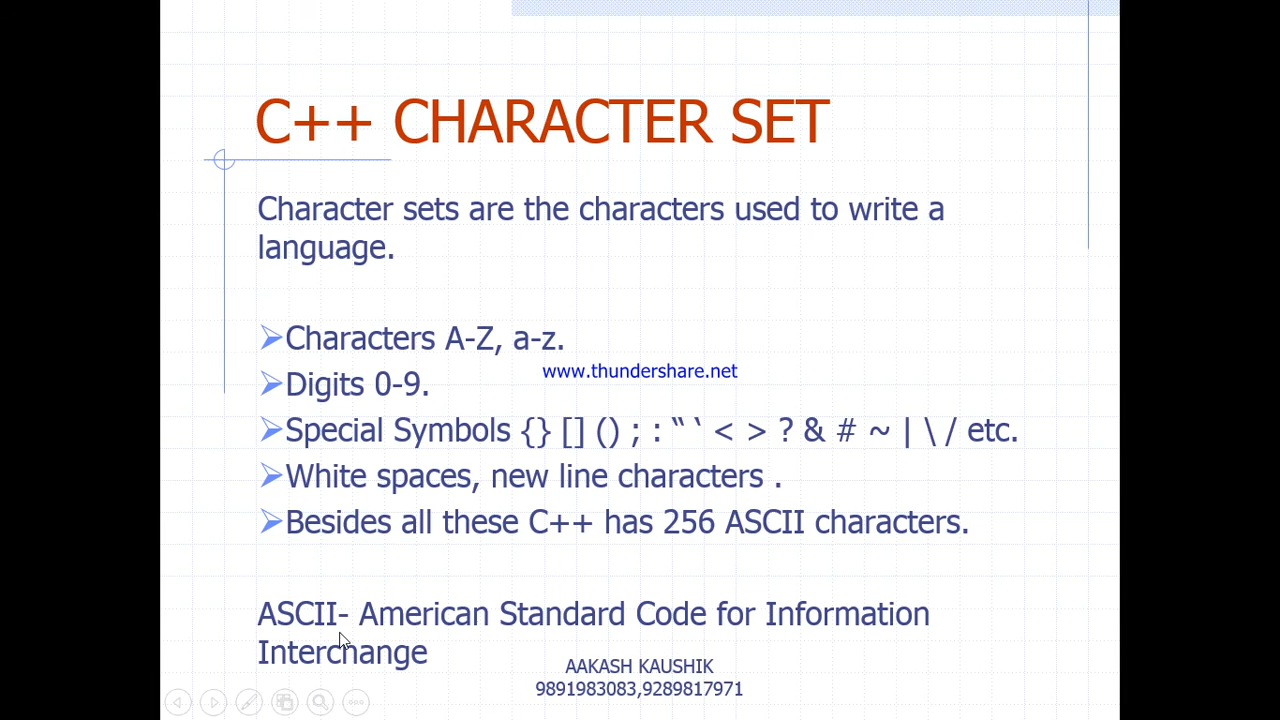 C++ CHARACTER SET
Character sets are the characters used to write a
language.
Characters A-Z, a-z.
www.thundershare.net
Digits 0-9.
Special Symbols {} [] () ; : “ ‘ < > ? & # ~ | \ / etc.
White spaces, new line characters .
Besides all these C++ has 256 ASCII characters.
ASCII- American Standard Code for Information
Interchange
AAKASH KAUSHIK
9891983083,9289817971